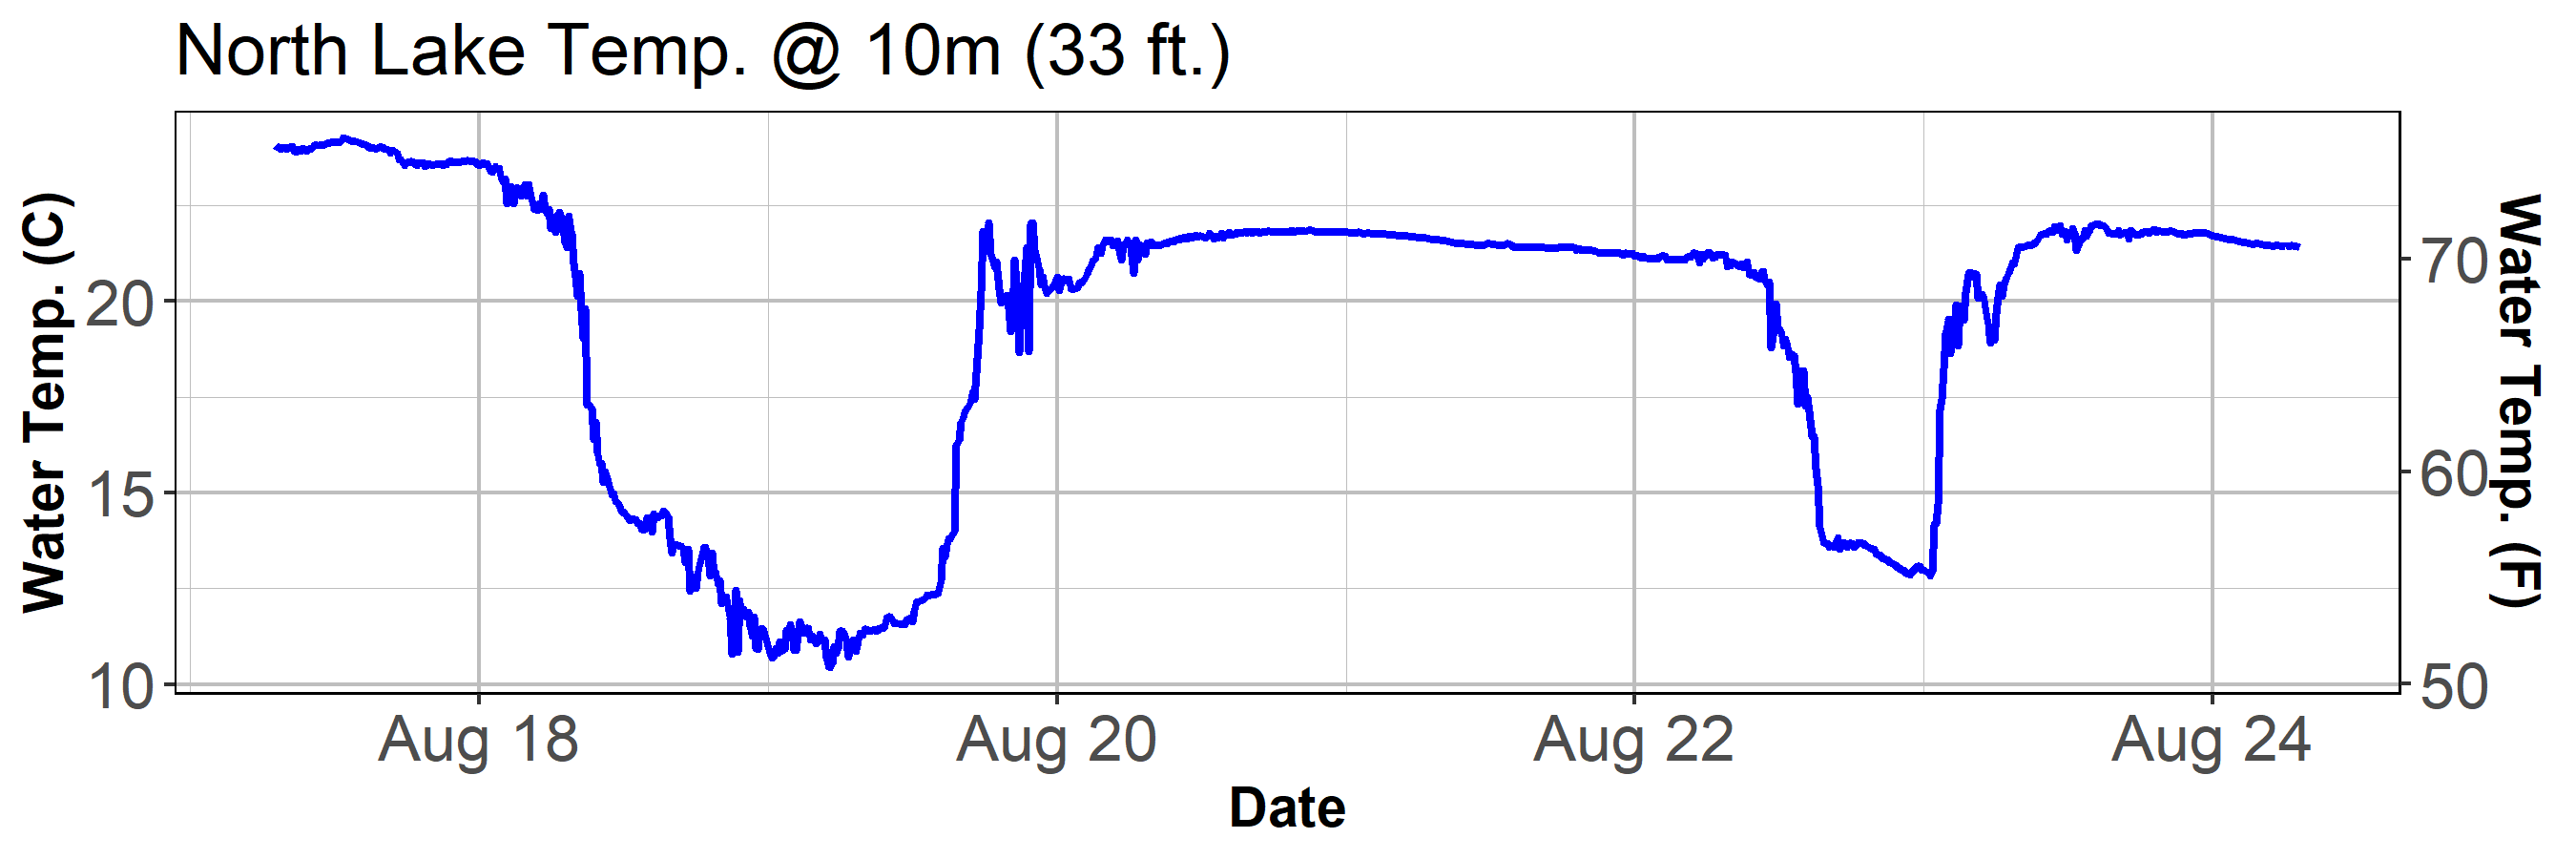 North Lake Temp. @ 10m (33 ft.)
Water Temp. (C)
20
15
10
70
60
50
Water Temp. (F)
Aug 18 Aug 20 Aug 22 Aug 24
Date